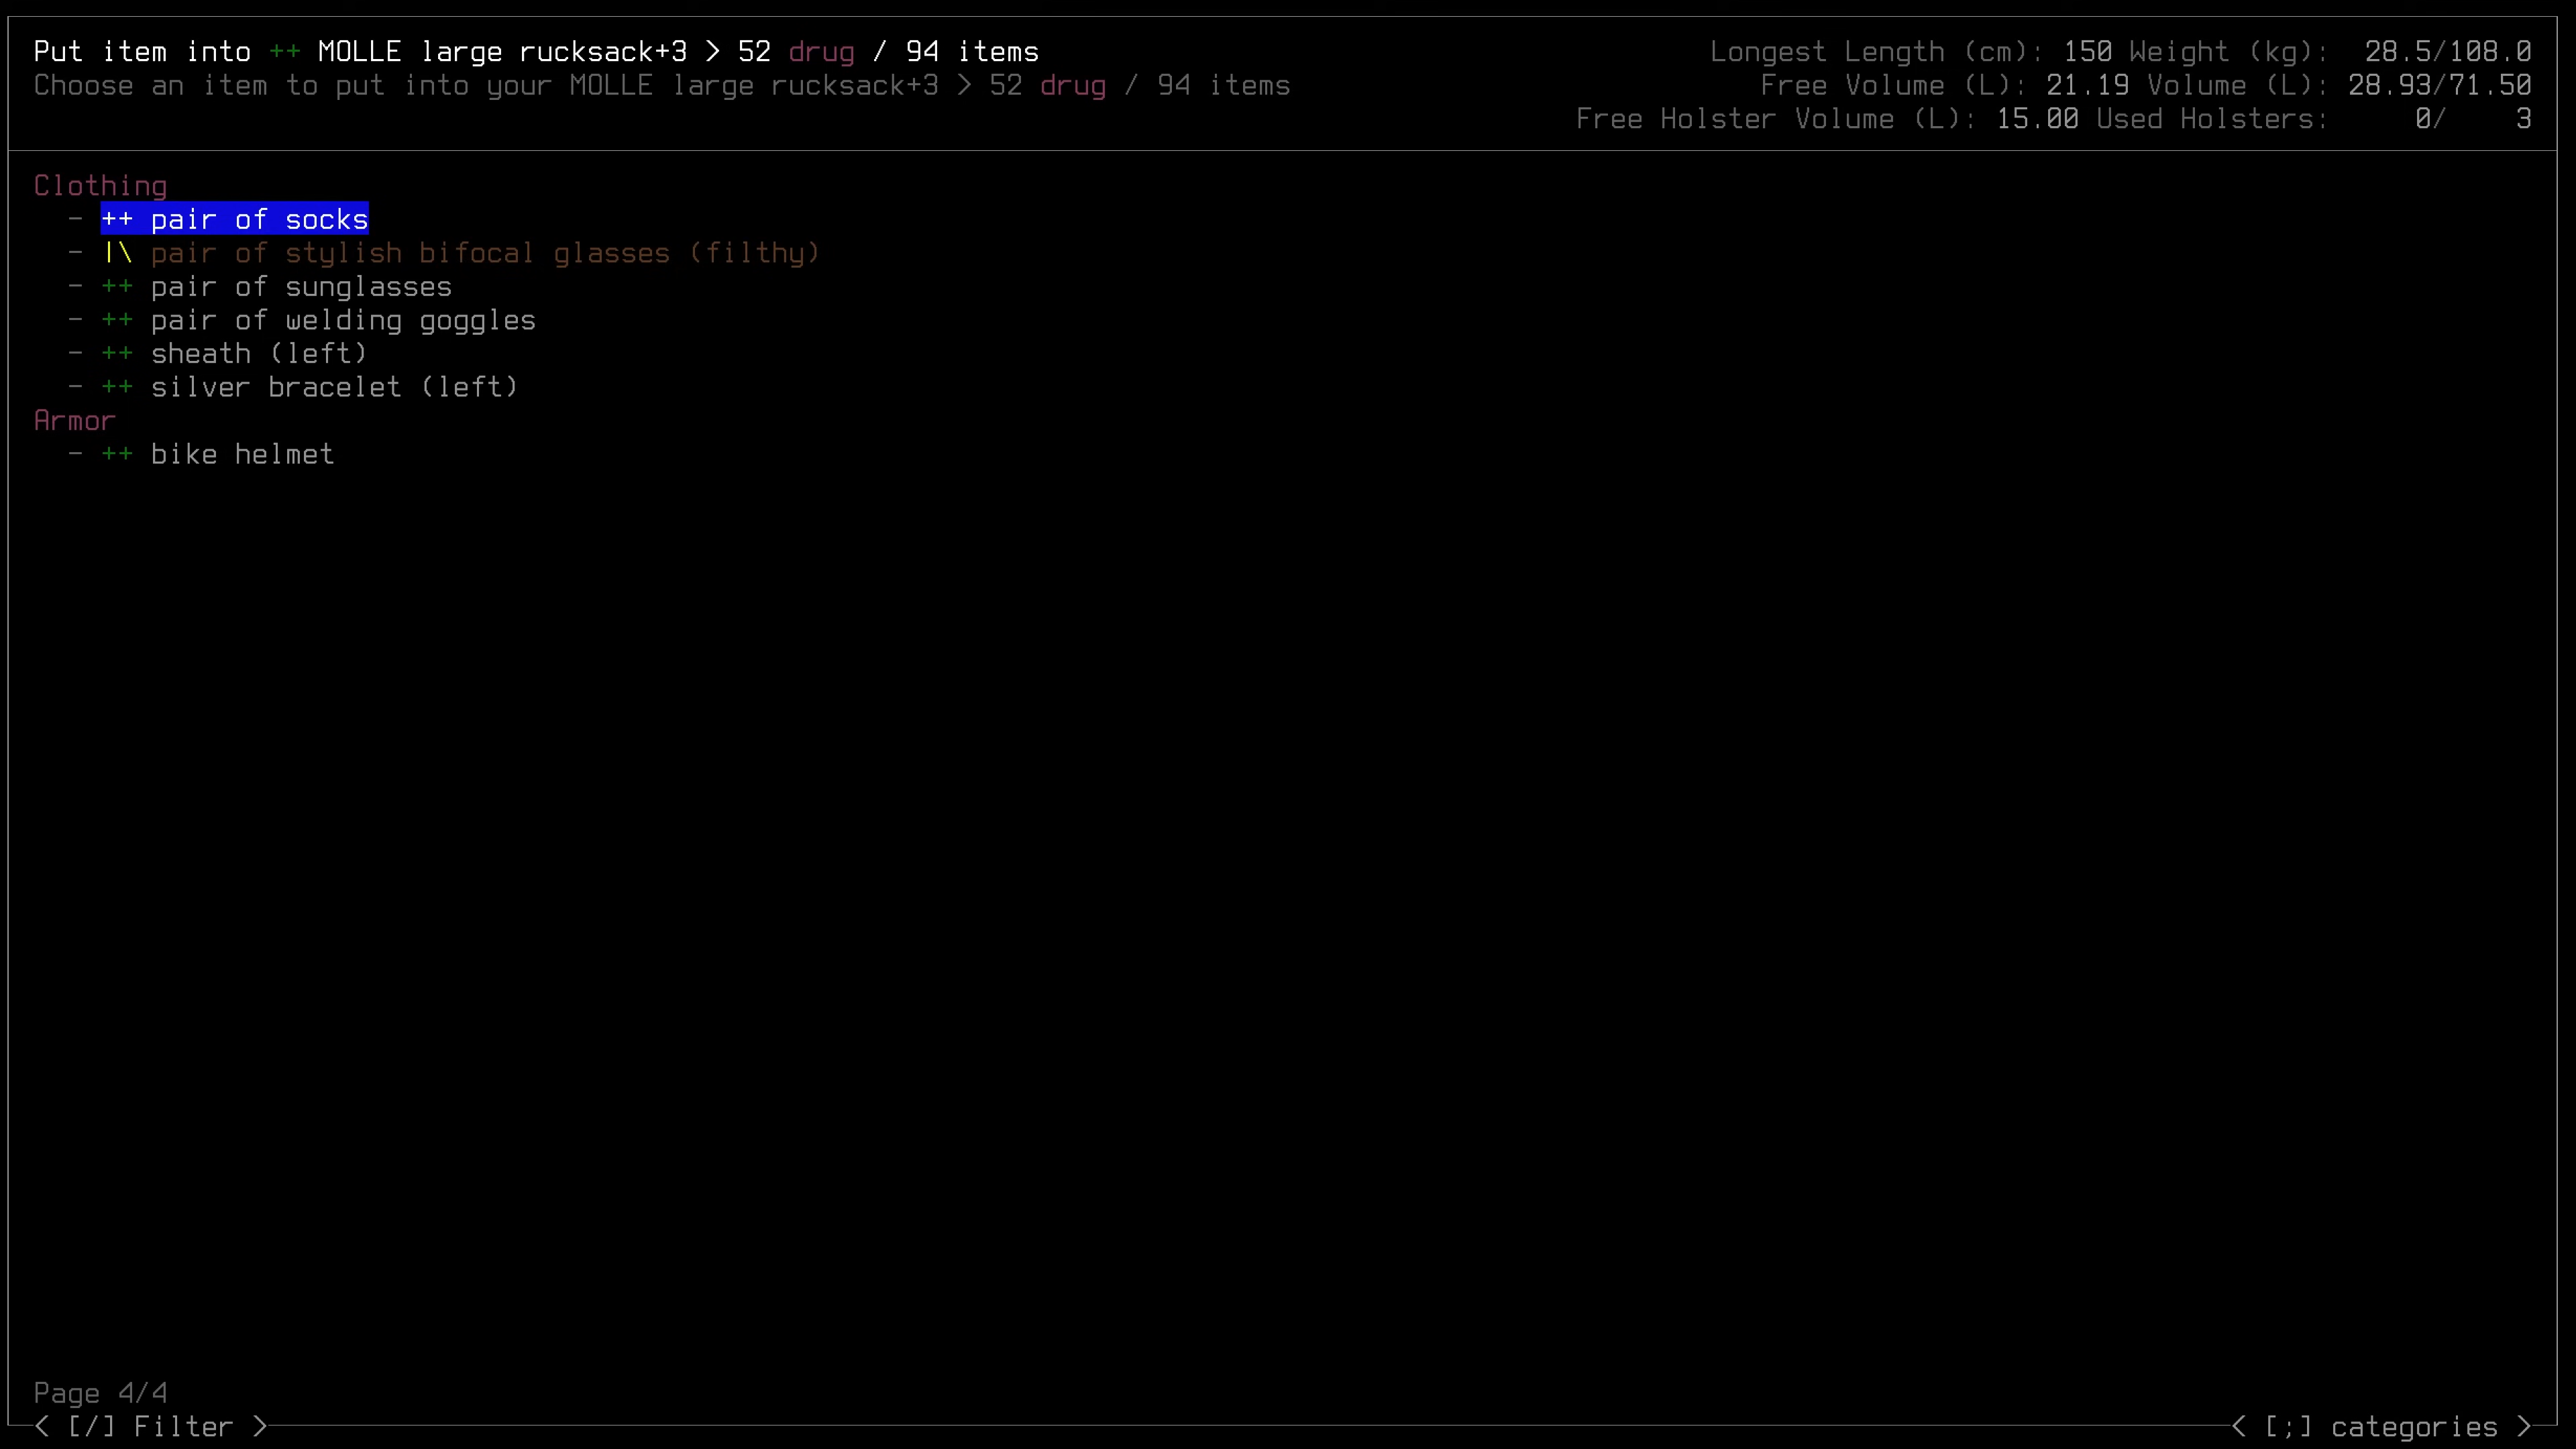 Put item into ++ MOLLE large rucksack+3 > 52 drug / 94 items
Longest Length (cm): 150 Weight (kg): 28.5/108.0
Choose an item to put into your MOLLE large rucksack+3 > 52 drug / 94 items
Free Volume (L): 21.19 Volume (L): 28.93/71.50
Free Holster Volume (L): 15.00 Used Holsters: 0/ 3
Clothing
- ++ pair of socks
- |\ pair of stylish bifocal glasses (filthy)
- ++ pair of sunglasses
- ++ pair of welding goggles
- ++ sheath (left)
- ++ silver bracelet (left)
Armor
- ++ bike helmet
Page 4/4
< [/] Filter >
< [;] categories >